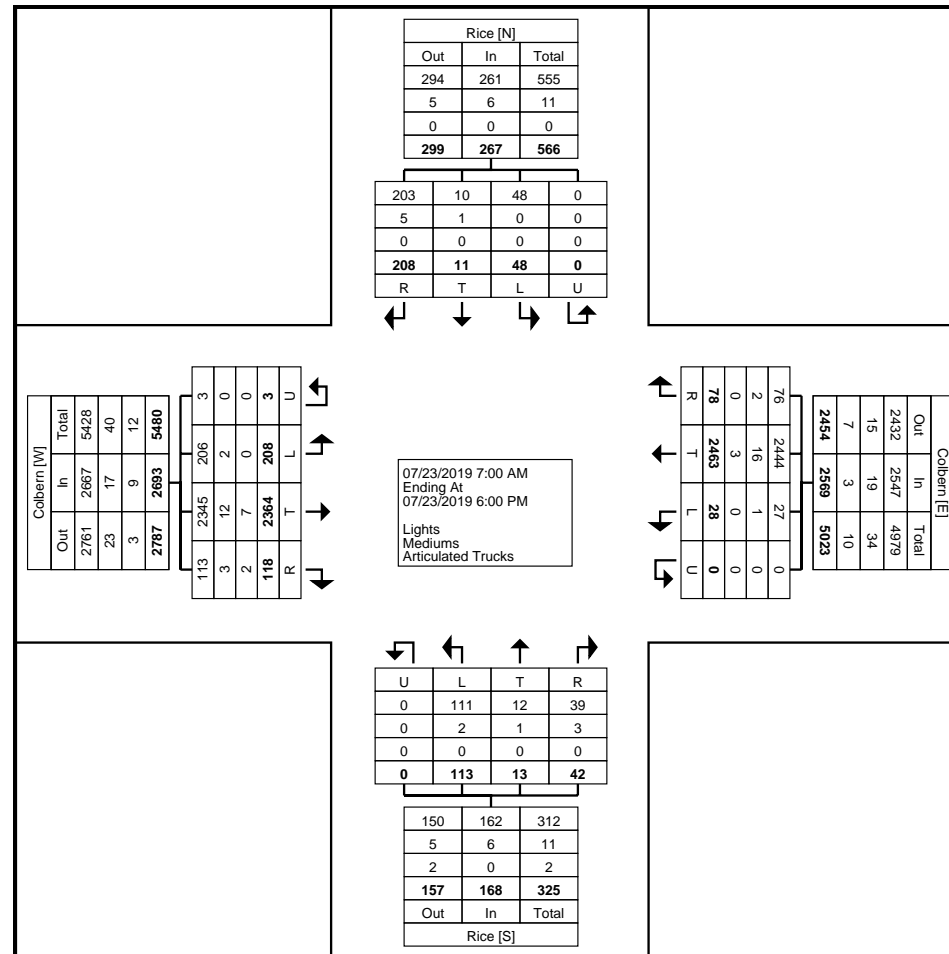 Rice [N]
Out In Total
294 261 555
5 6 11
0 0 0
299 267 566
203 10 48 0
5 1 0 0
0 0 0 0
208 11 48 0
R T L U
Colbern [W]
Total 5428 40 12 5480
In 2667 17 9 2693
Out 2761 23 3 2787
3 0 0 3 U
206 2 0 208 L
2345 12 7 2364 T
113 3 2 118 R
07/23/2019 7:00 AM
Ending At
07/23/2019 6:00 PM
Lights
Mediums
Articulated Trucks
R 78 0 2 76
T 2463 3 16 2444
L 28 0 1 27
U 0 0 0 0
2454 7 15 2432 Out
2569 3 19 2547 In
5023 10 34 4979 Total
Colbern [E]
U L T R
0 111 12 39
0 2 1 3
0 0 0 0
0 113 13 42
150 162 312
5 6 11
2 0 2
157 168 325
Out In Total
Rice [S]